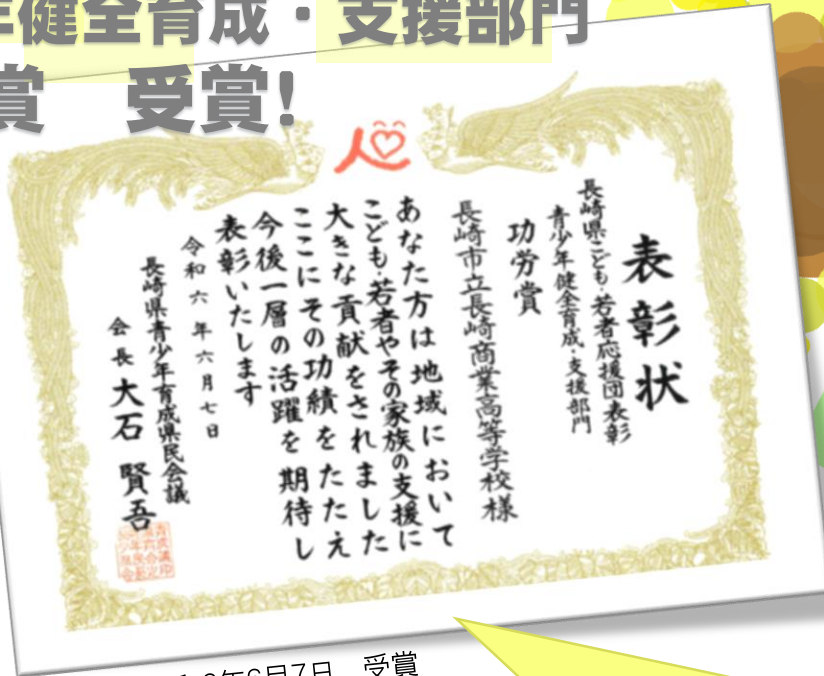 年健全育成・支援部門
賞 受賞!
表彰状
長崎県こども・若者応援団表彰
青少年健全育成・支援部門
功労賞
長崎市立長崎商業高等学校様
あなた方は地域において
こども・若者やその家族の支援に
大きな貢献をされました
ここにその功績をたたえ
今後一層の活躍を期待し
表彰いたします
令和六年六月七日
長崎県青少年育成県民会議
会長 大石 賢吾
6年6月7日 受賞